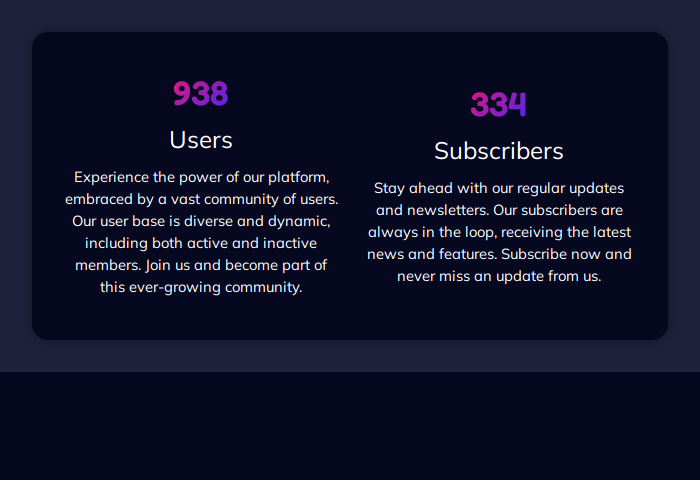 938
Users
Experience the power of our platform,
embraced by a vast community of users.
Our user base is diverse and dynamic,
including both active and inactive
members. Join us and become part of
this ever-growing community.
334
Subscribers
Stay ahead with our regular updates
and newsletters. Our subscribers are
always in the loop, receiving the latest
news and features. Subscribe now and
never miss an update from us.